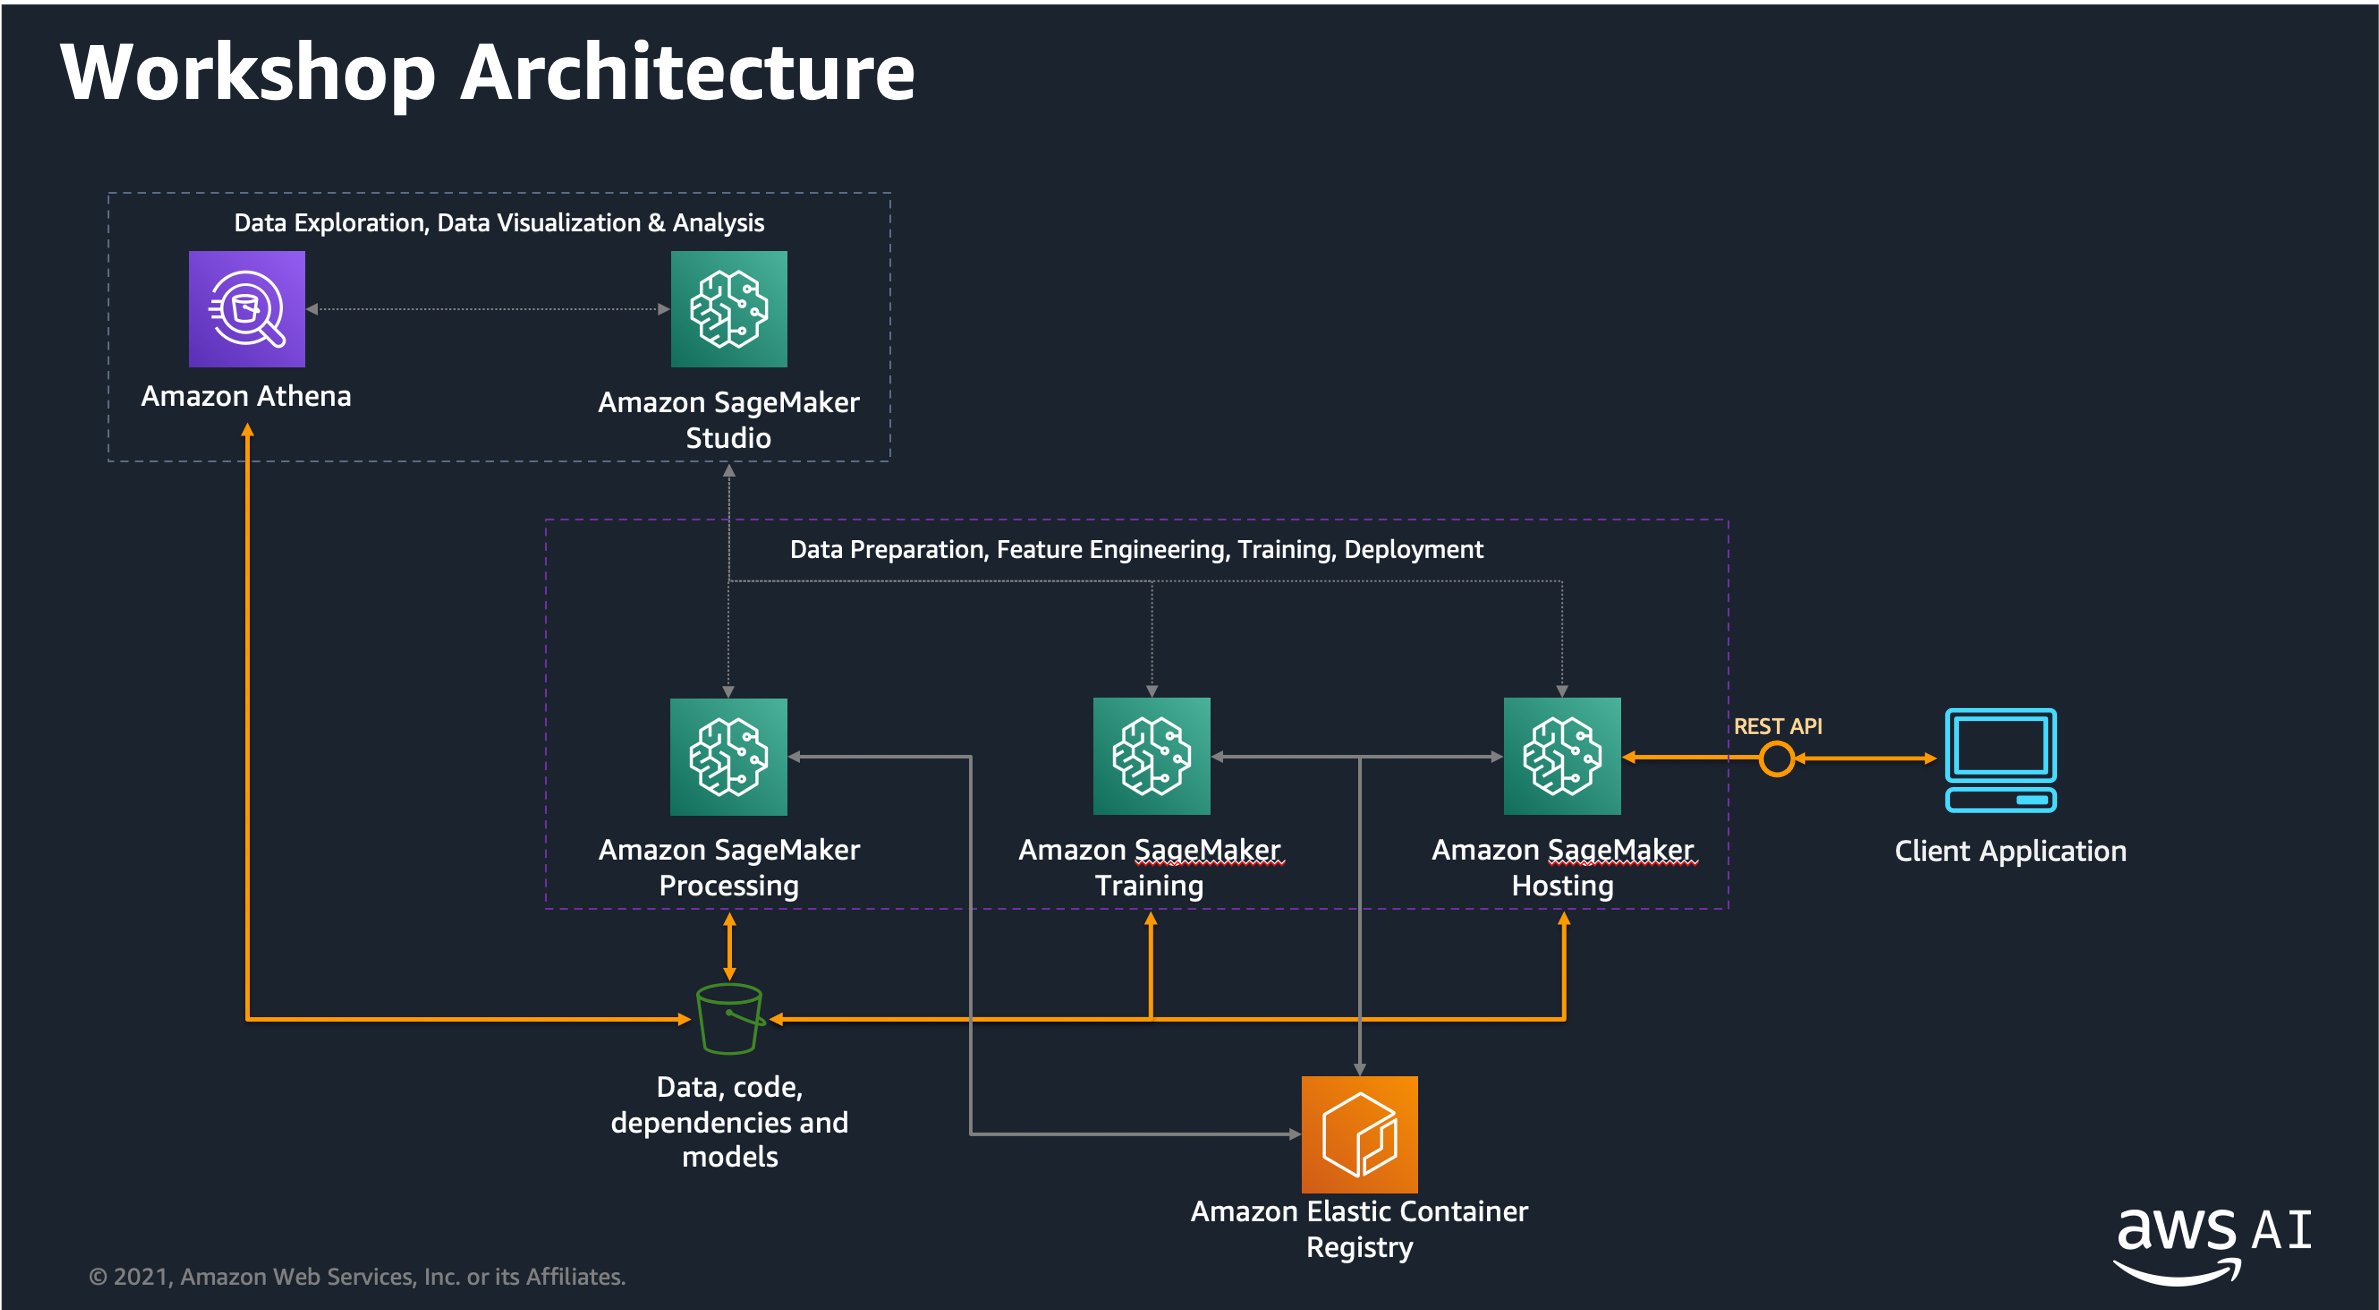 Workshop Architecture
Data Exploration, Data Visualization & Analysis
Amazon Athena
Amazon SageMaker
Studio
Data Preparation, Feature Engineering, Training, Deployment
REST API
Amazon SageMaker
Processing
Amazon SageMaker
Training
Amazon SageMaker
Hosting
Client Application
Data, code,
dependencies and
models
Amazon Elastic Container
Registry
aws AI
© 2021, Amazon Web Services, Inc. or its Affiliates.